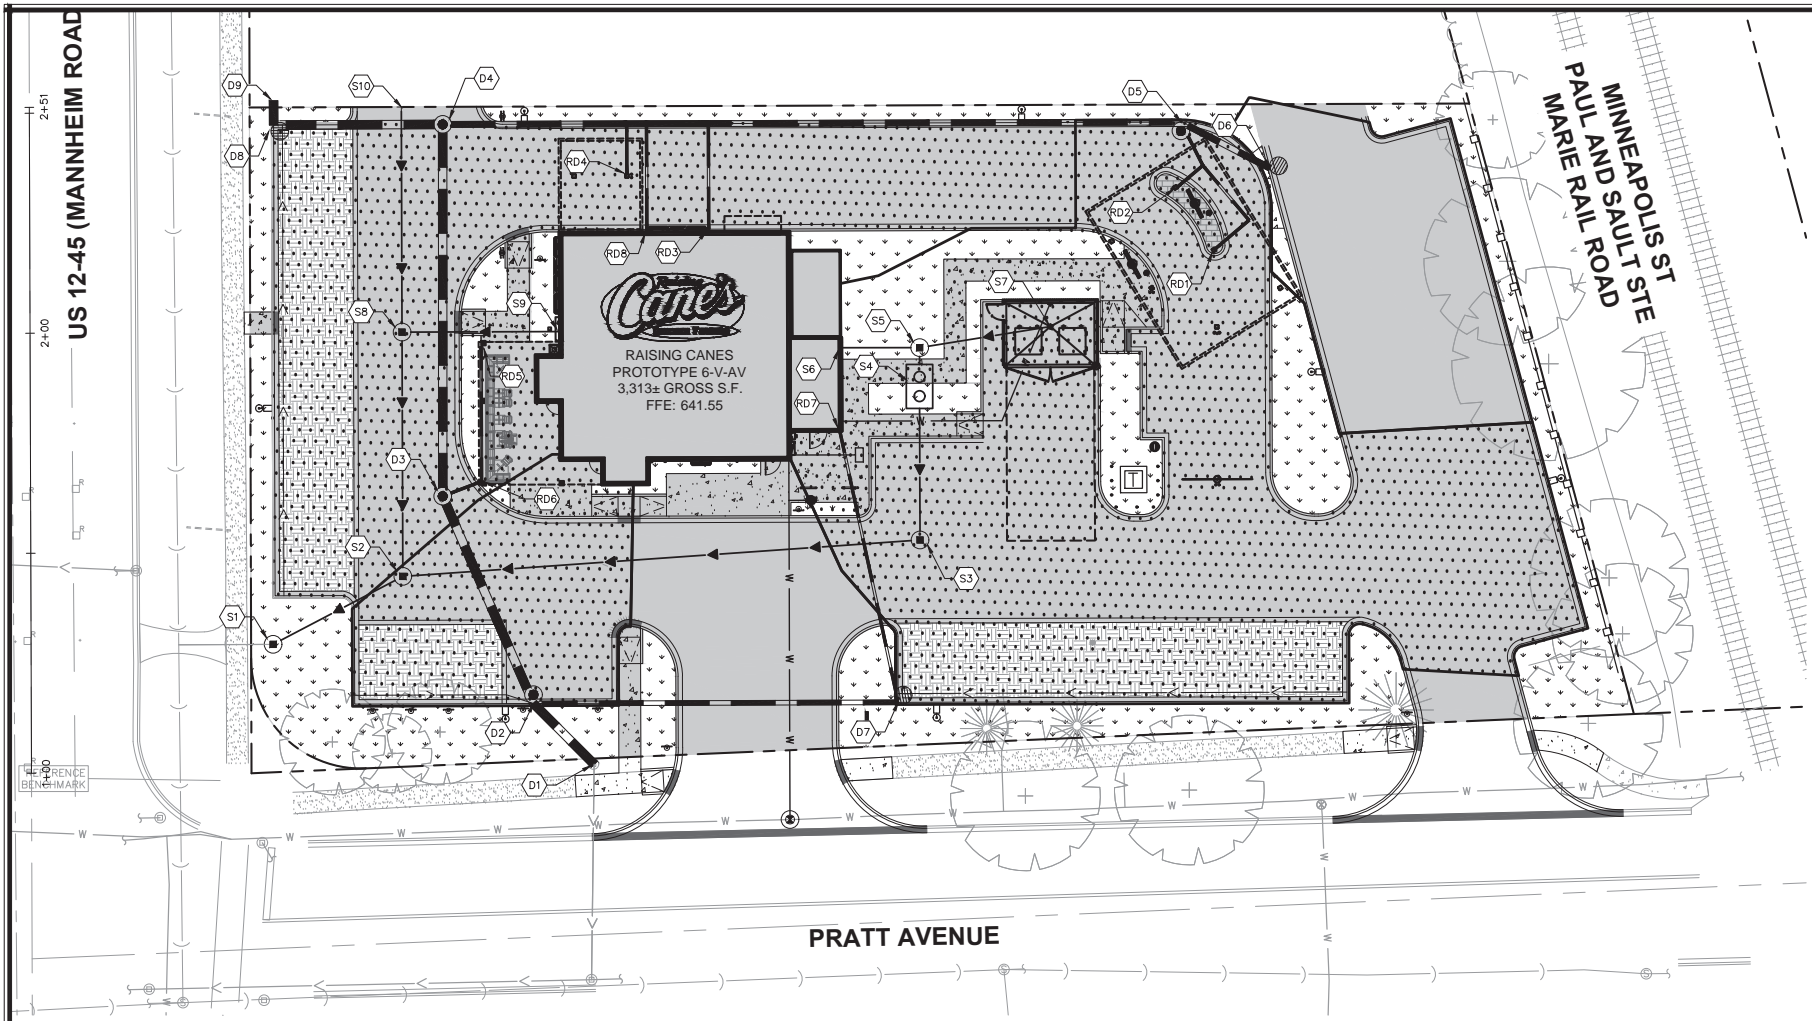 US 12-45 (MANNHEIM ROAD
2+51
2+00
1+00
D9
S10
D4
D5
D6
D8
RD4
RD2
RD8
RD3
RD1
S7
S9
S8
S5
S4
S6
RD5
RD7
D3
RD6
S2
S3
S1
D2
D7
D1
Cane's
RAISING CANES
PROTOTYPE 6-V-AV
3,313± GROSS S.F.
FFE: 641.55
T
MINNEAPOLIS ST
PAUL AND SAULT STE
MARIE RAIL ROAD
REFERENCE
BENCHMARK
W W W W W W W W W W
R R R R
PRATT AVENUE